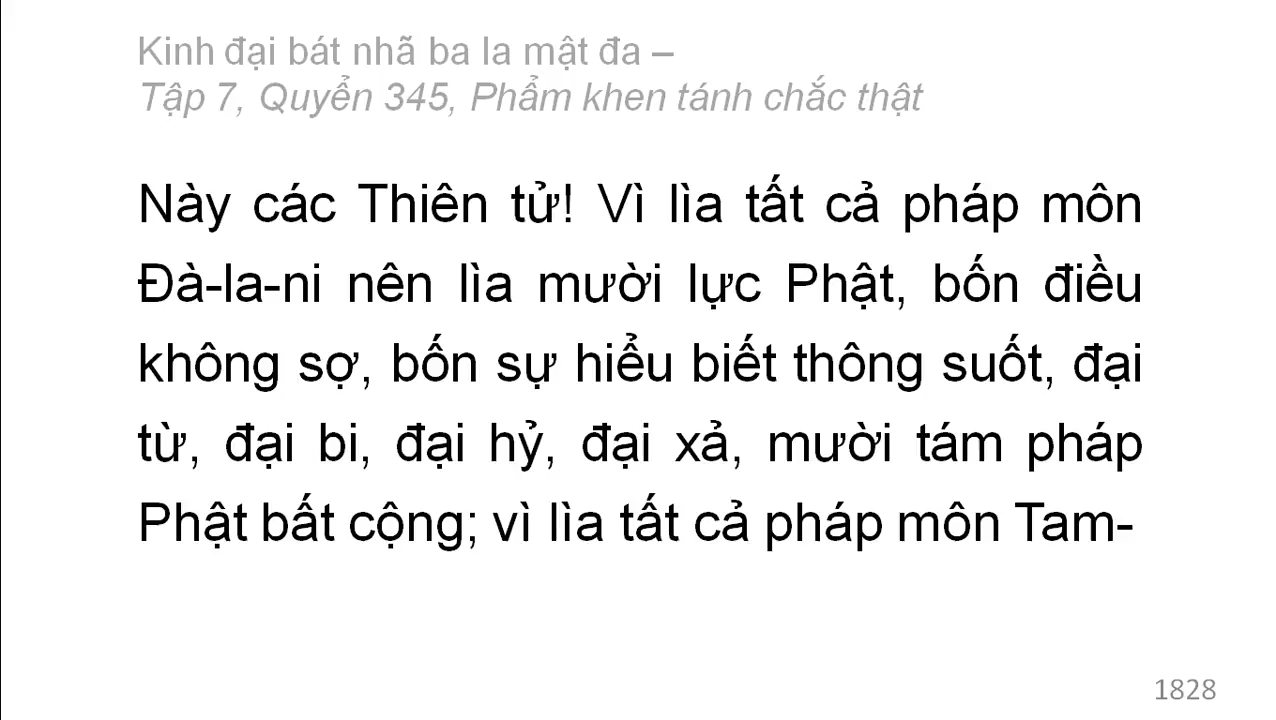 Kinh đại bát nhã ba la mật đa –
Tập 7, Quyển 345, Phẩm khen tánh chắc thật
Này các Thiên tử! Vì lìa tất cả pháp môn
Đà-la-ni nên lìa mười lực Phật, bốn điều
không sợ, bốn sự hiểu biết thông suốt, đại
từ, đại bi, đại hỷ, đại xả, mười tám pháp
Phật bất cộng; vì lìa tất cả pháp môn Tam-
1828